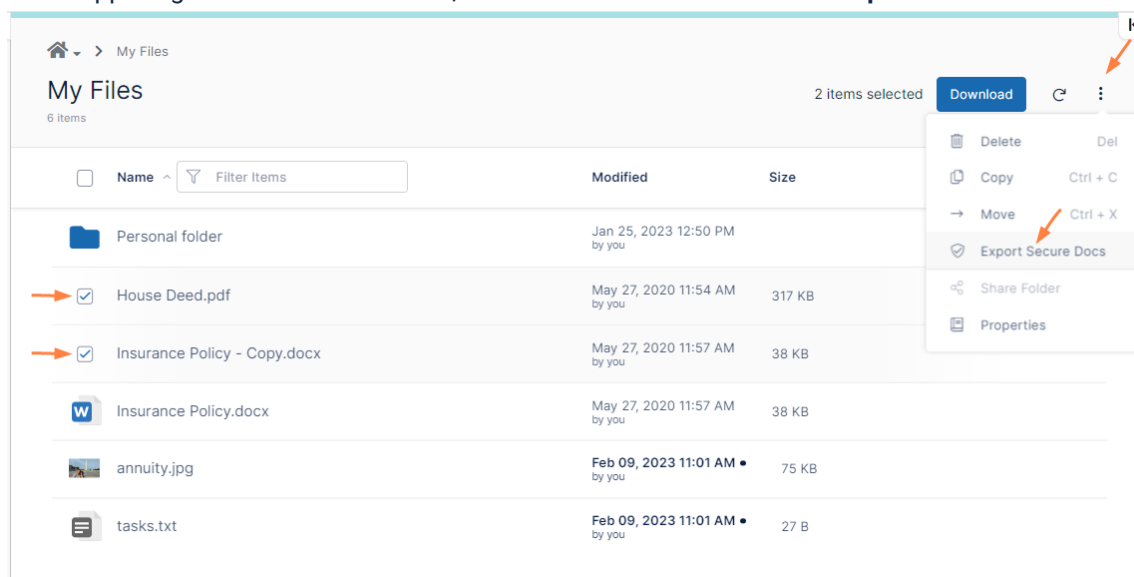 My Files
My Files
6 items
2 items selected
Download
Delete Del
Copy Ctrl + C
Move Ctrl + X
Export Secure Docs
Share Folder
Properties
Name
Filter Items
Modified
Size
Personal folder
Jan 25, 2023 12:50 PM
by you
House Deed.pdf
May 27, 2020 11:54 AM
by you
317 KB
Insurance Policy - Copy.docx
May 27, 2020 11:57 AM
by you
38 KB
W
Insurance Policy.docx
May 27, 2020 11:57 AM
by you
38 KB
annuity.jpg
Feb 09, 2023 11:01 AM •
by you
75 KB
tasks.txt
Feb 09, 2023 11:01 AM •
by you
27 B